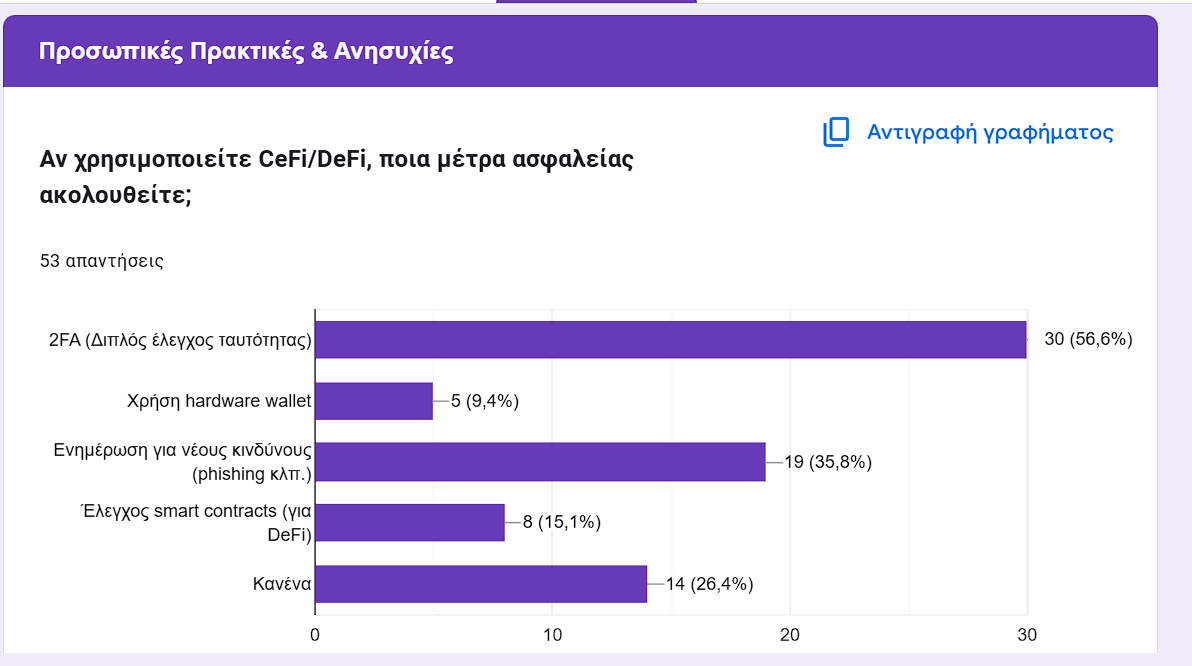 Προσωπικές Πρακτικές & Ανησυχίες
Αντιγραφή γραφήματος
Αν χρησιμοποιείτε CeFi/DeFi, ποια μέτρα ασφαλείας
ακολουθείτε;
53 απαντήσεις
2FA (Διπλός έλεγχος ταυτότητας)
30 (56,6%)
Χρήση hardware wallet
5 (9,4%)
Ενημέρωση για νέους κινδύνους
(phishing κλπ.)
19 (35,8%)
Έλεγχος smart contracts (για
DeFi)
8 (15,1%)
Κανένα
14 (26,4%)
0 10 20 30